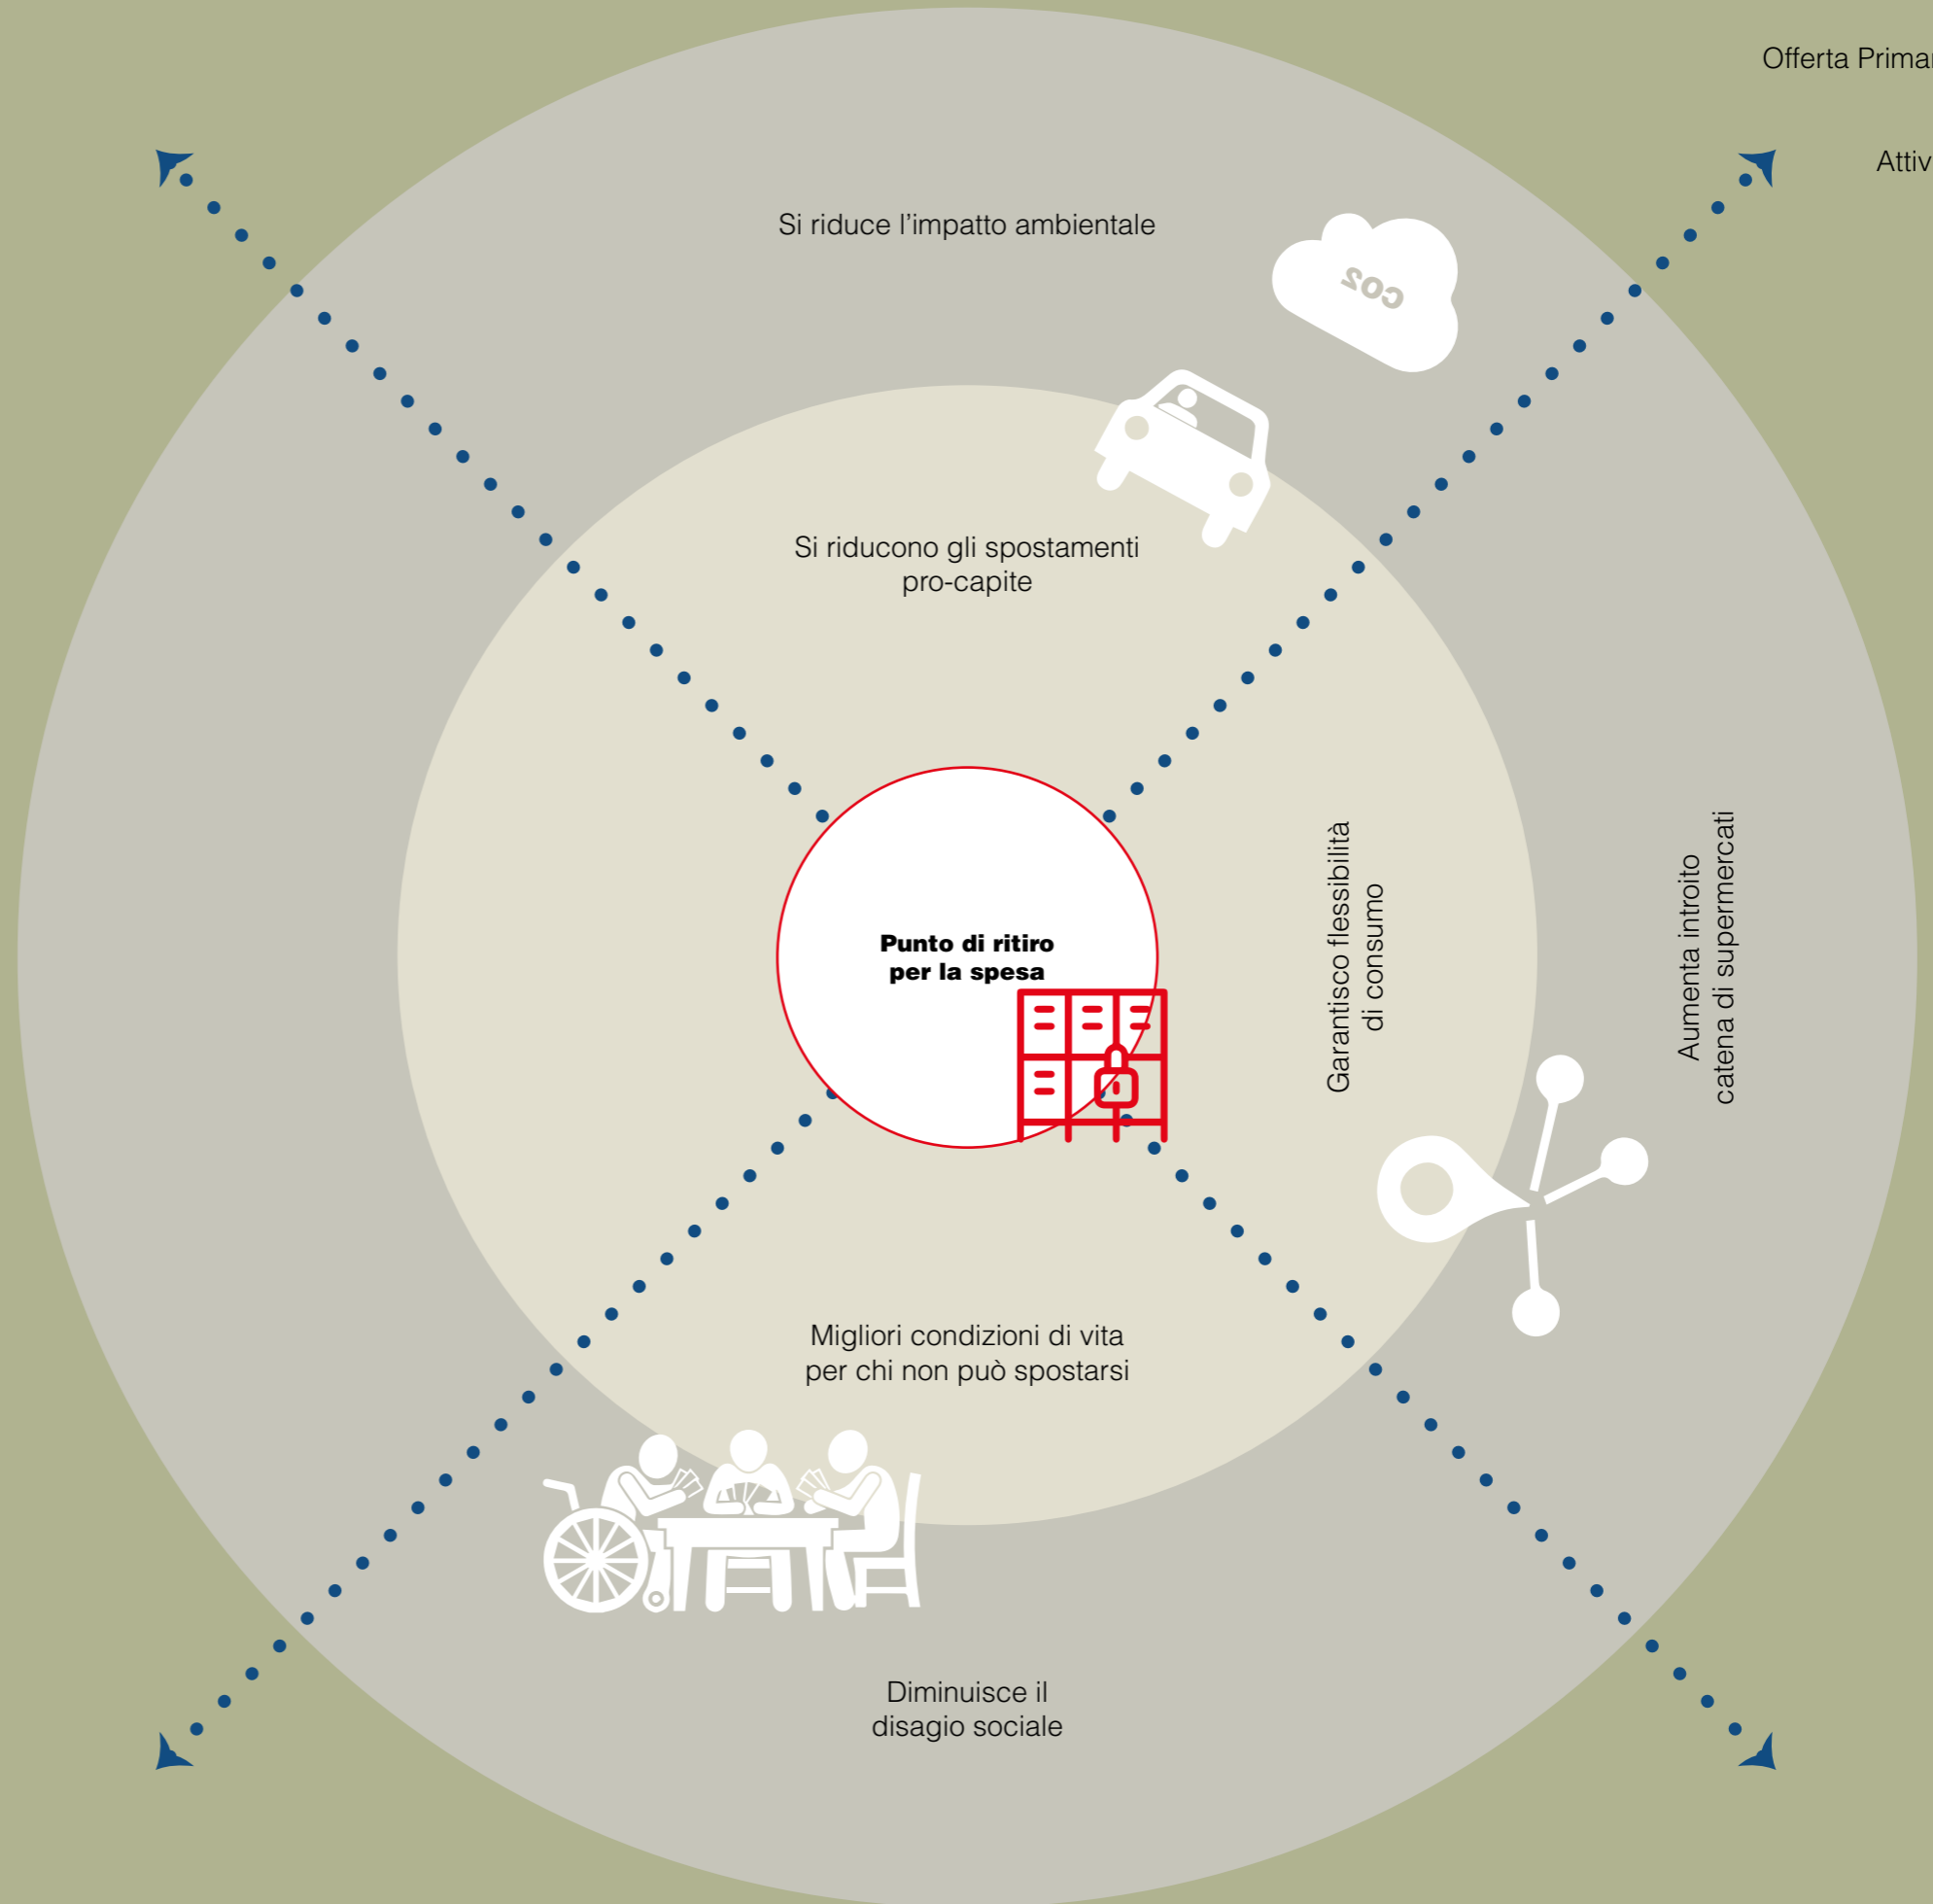 Offerta
Attiv
Si riduce l'impatto ambientale
CO2
Si riducono gli spostamenti
pro-capite
Punto di ritiro
per la spesa
Garantisco flessibilità
di consumo
Aumenta introito
catena di supermercati
Migliori condizioni di vita
per chi non può spostarsi
Diminuisce il
disagio sociale